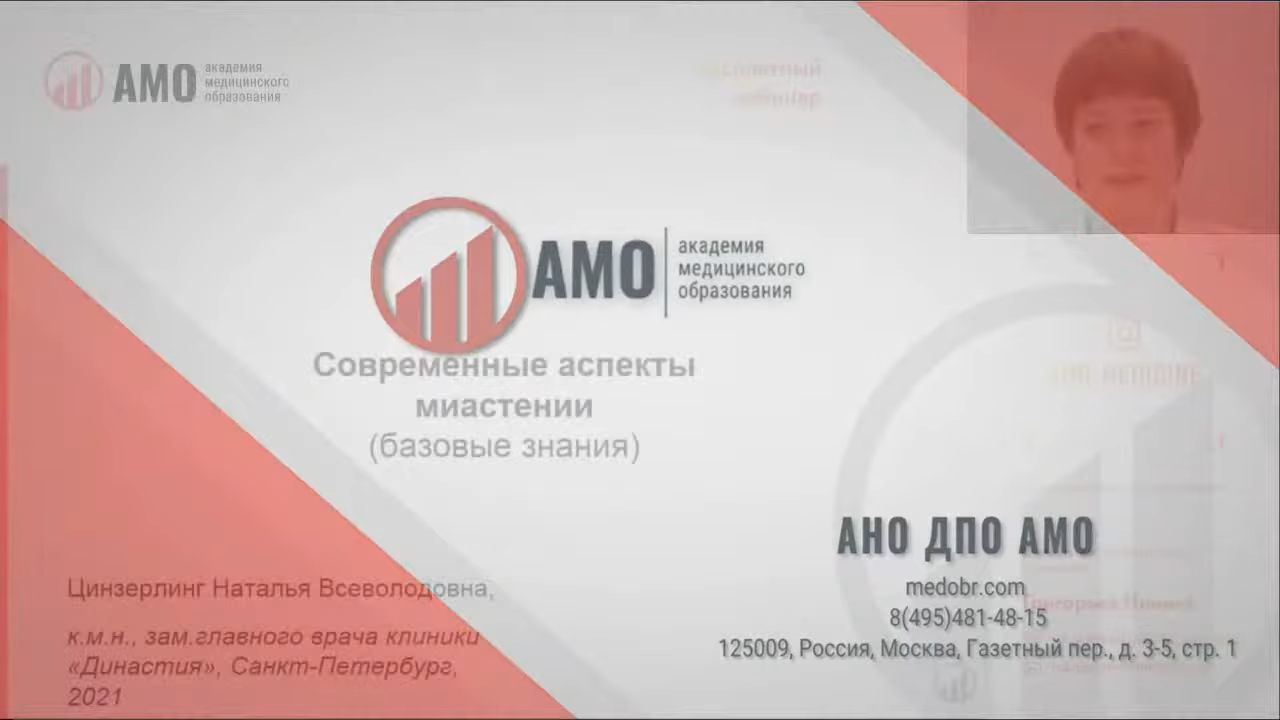 АМО
академия
медицинского
образования
АМО
академия
медицинского
образования
Современные аспекты
миастении
(базовые знания)
АНО ДПО АМО
medobr.com
8(495)481-48-15
125009, Россия, Москва, Газетный пер., д. 3-5, стр. 1
Цинзерлинг Наталья Всеволодовна,
к.м.н., зам.главного врача клиники
«Династия», Санкт-Петербург,
2021